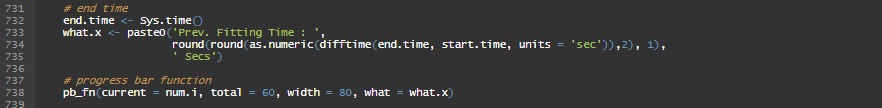 731 # end time
732 end.time <- Sys.time()
733 what.x <- paste0('Prev. Fitting Time : ',
734 round(round(as.numeric(difftime(end.time, start.time, units = 'sec')),2), 1),
735 ' Secs')
736
737 # progress bar function
738 pb_fn(current = num.i, total = 60, width = 80, what = what.x)
739